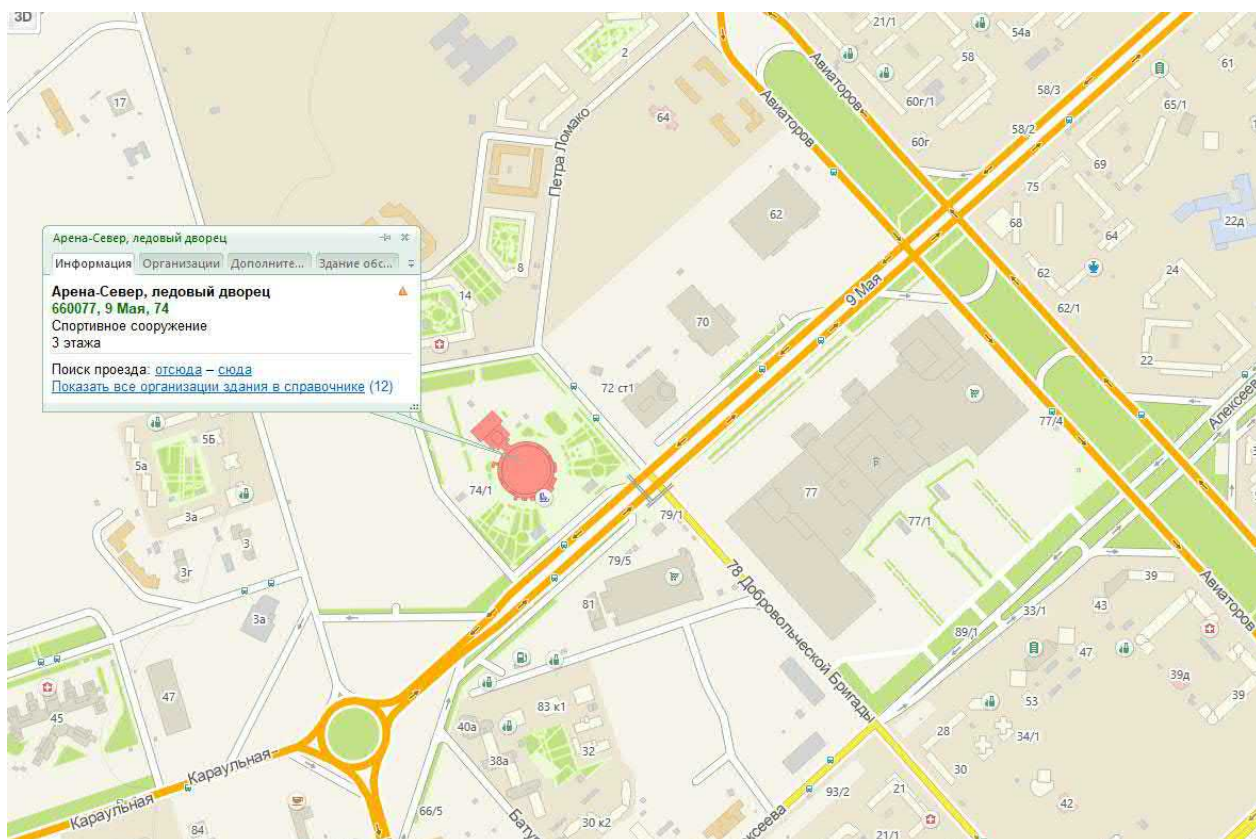 3D
17
2
64
21/1
54а
58
61
60г/1
58/3
65/1
58/2
60г
69
75
68
22д
64
62
62
24
62/1
22
Авиаторов
Авиаторов
Петра Ломако
8
14
70
9 Мая
72 ст1
77/4
Алексеева
Арена-Север, ледовый дворец
Информация
Организации
Дополните...
Здание обс...
Арена-Север, ледовый дворец
660077, 9 Мая, 74
Спортивное сооружение
3 этажа
Поиск проезда: отсюда – сюда
Показать все организации здания в справочнике (12)
5Б
5а
3а
3
3г
3а
74/1
79/1
79/5
81
77
P
77/1
78 Добровольческой Бригады
39
43
33/1
89/1
47
39д
39
53
34/1
28
30
42
Авиаторов
47
45
Караульная
Караульная
84
66/5
40а
38а
83 к1
32
30 к2
93/2
21
21/1